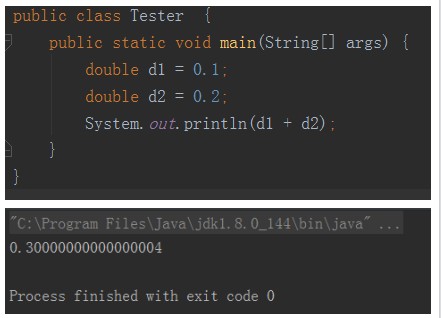 public class Tester {
public static void main(String[] args) {
double d1 = 0.1;
double d2 = 0.2;
System.out.println(d1 + d2);
}
}
"C:\Program Files\Java\jdk1.8.0_144\bin\java" ...
0.30000000000000004
Process finished with exit code 0